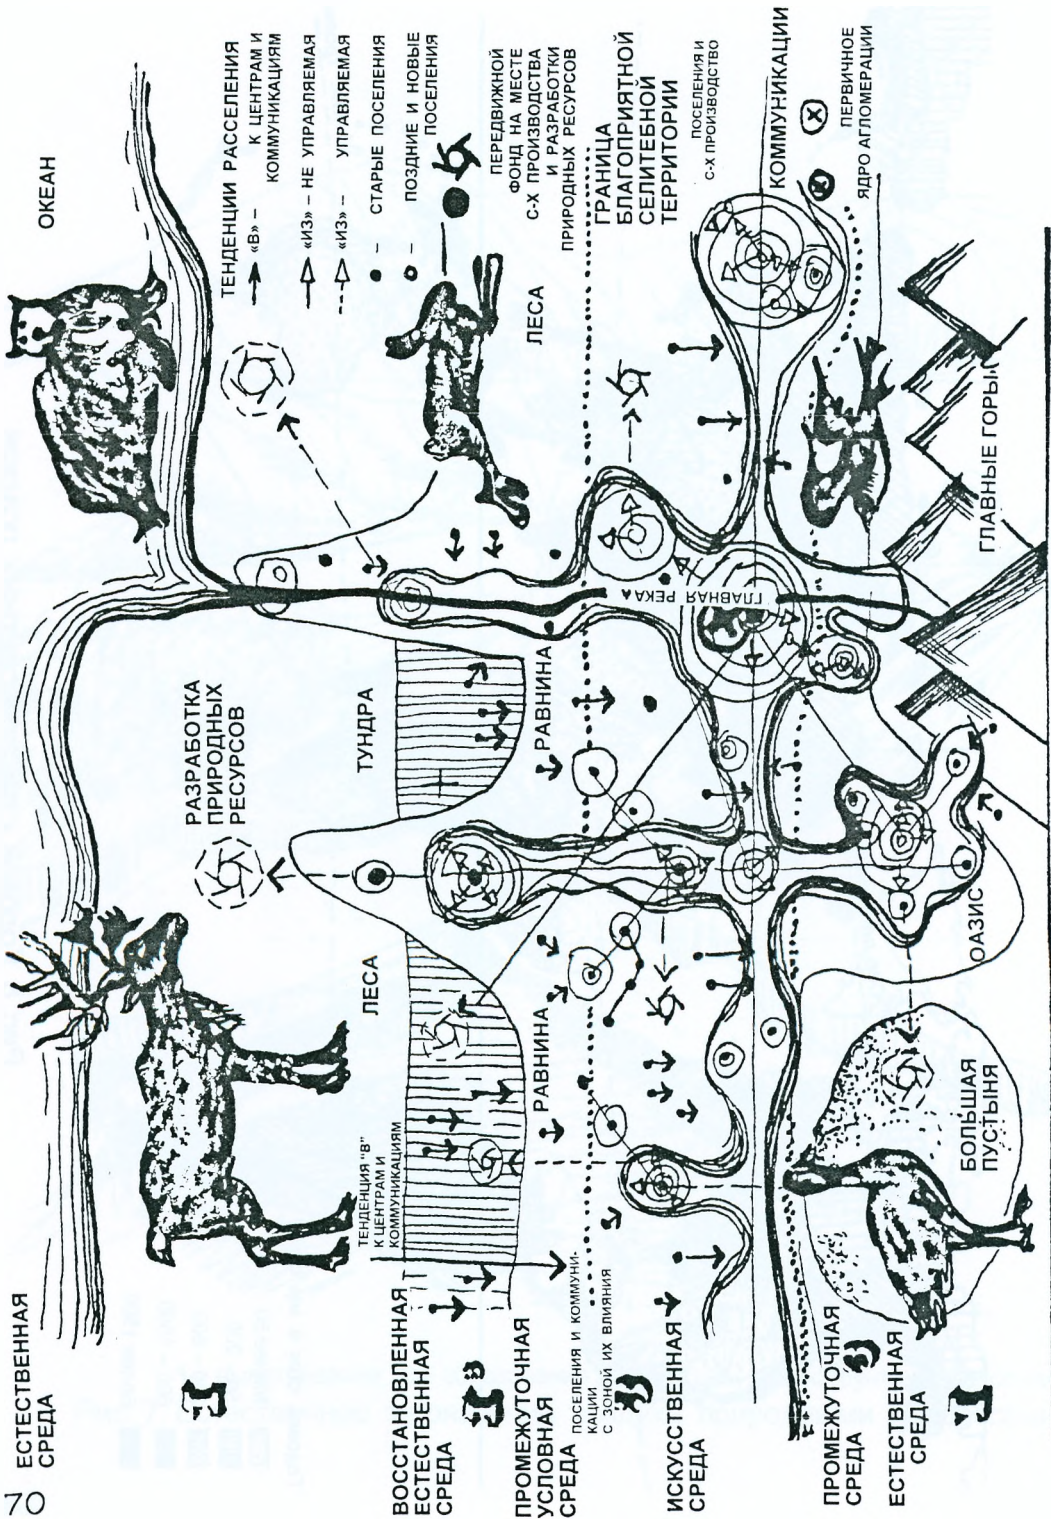 70
ЕСТЕСТВЕННАЯ
СРЕДА
I
ВОССТАНОВЛЕННАЯ
ЕСТЕСТВЕННАЯ
СРЕДА
ПРОМЕЖУТОЧНАЯ
УСЛОВНАЯ
СРЕДА
ПОСЕЛЕНИЯ И КОММУНИ-
КАЦИИ
С ЗОНОЙ ИХ ВЛИЯНИЯ
ИСКУССТВЕННАЯ
СРЕДА
ПРОМЕЖУТОЧНАЯ
СРЕДА
ЕСТЕСТВЕННАЯ
СРЕДА
I
ТЕНДЕНЦИЯ "В"
К ЦЕНТРАМ И
КОММУНИКАЦИЯМ
ЛЕСА
РАВНИНА
БОЛЬШАЯ
ПУСТЫНЯ
ОАЗИС
РАЗРАБОТКА
ПРИРОДНЫХ
РЕСУРСОВ
ТУНДРА
РАВНИНА
ГЛАВНАЯ РЕКА
ГЛАВНЫЕ ГОРЫ
ЛЕСА
ОКЕАН
ТЕНДЕНЦИИ РАССЕЛЕНИЯ
«В» – К ЦЕНТРАМ И
КОММУНИКАЦИЯМ
«ИЗ» – НЕ УПРАВЛЯЕМАЯ
«ИЗ» – УПРАВЛЯЕМАЯ
– СТАРЫЕ ПОСЕЛЕНИЯ
– ПОЗДНИЕ И НОВЫЕ
ПОСЕЛЕНИЯ
ПЕРЕДВИЖНОЙ
ФОНД НА МЕСТЕ
С-Х ПРОИЗВОДСТВА
И РАЗРАБОТКИ
ПРИРОДНЫХ РЕСУРСОВ
ГРАНИЦА
БЛАГОПРИЯТНОЙ
СЕЛИТЕБНОЙ
ТЕРРИТОРИИ
ПОСЕЛЕНИЯ И
С-Х ПРОИЗВОДСТВО
КОММУНИКАЦИИ
ПЕРВИЧНОЕ
ЯДРО АГЛОМЕРАЦИИ